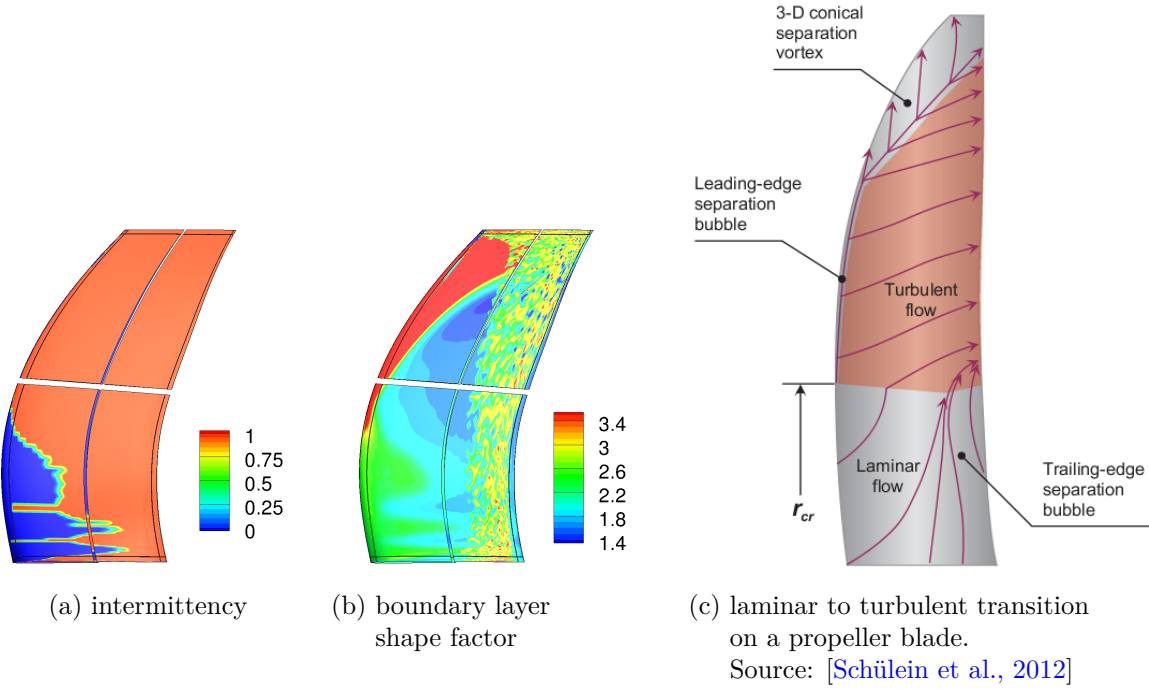 3-D conical
separation
vortex
Leading-edge
separation
bubble
Turbulent
flow
Laminar
flow
r_cr
Trailing-edge
separation
bubble
1
0.75
0.5
0.25
0
3.4
3
2.6
2.2
1.8
1.4
(a) intermittency
(b) boundary layer
shape factor
(c) laminar to turbulent transition
on a propeller blade.
Source: [Schülein et al., 2012]